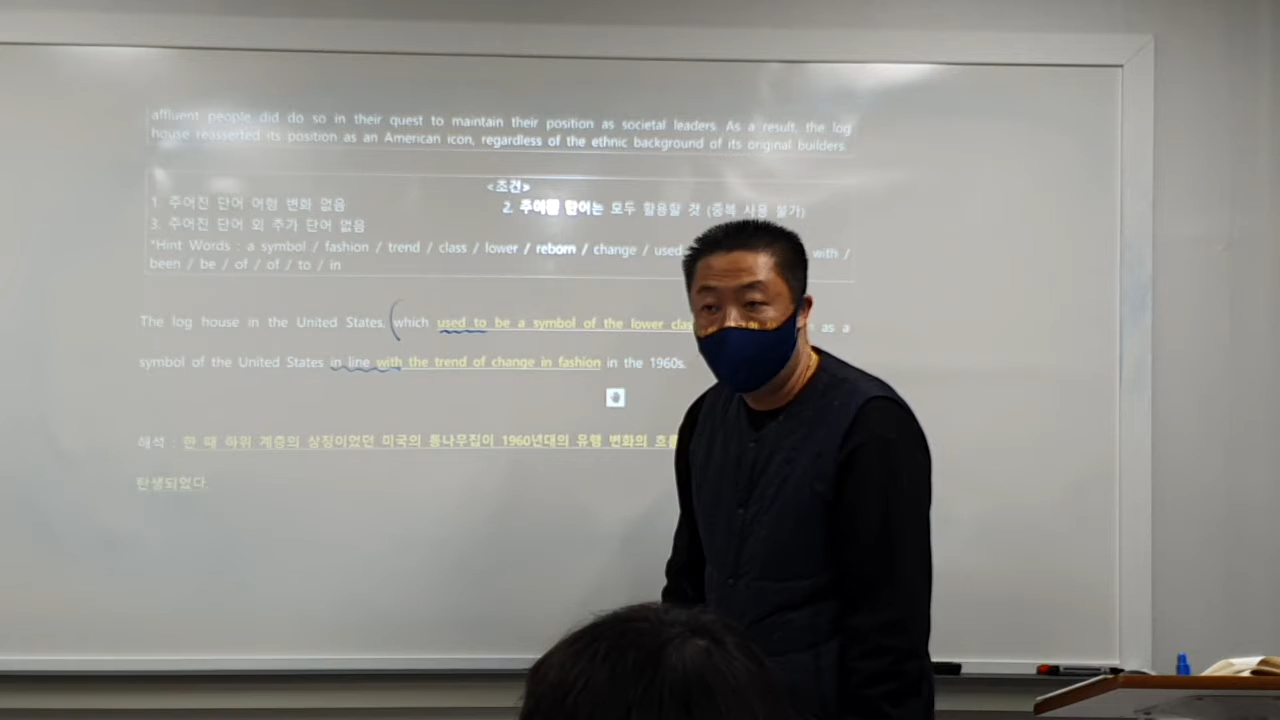 affluent people did do so in their quest to maintain their position as societal leaders. As a result, the log
house reasserted its position as an American icon, regardless of the ethnic background of its original builders.
<조건>
1. 주어진 단어 어형 변화 없음
2. 주어진 단어는 모두 활용할 것 (중복 사용 불가)
3. 주어진 단어 외 추가 단어 없음
*Hint Words : a symbol / fashion / trend / class / lower / reborn / change / used
with /
been / be / of / of / to / in
The log house in the United States, (which used to be a symbol of the lower clas
as a
symbol of the United States in line with the trend of change in fashion in the 1960s.
해석 : 한 때 하위 계층의 상징이었던 미국의 통나무집이 1960년대의 유행 변화의 흐름
탄생되었다.